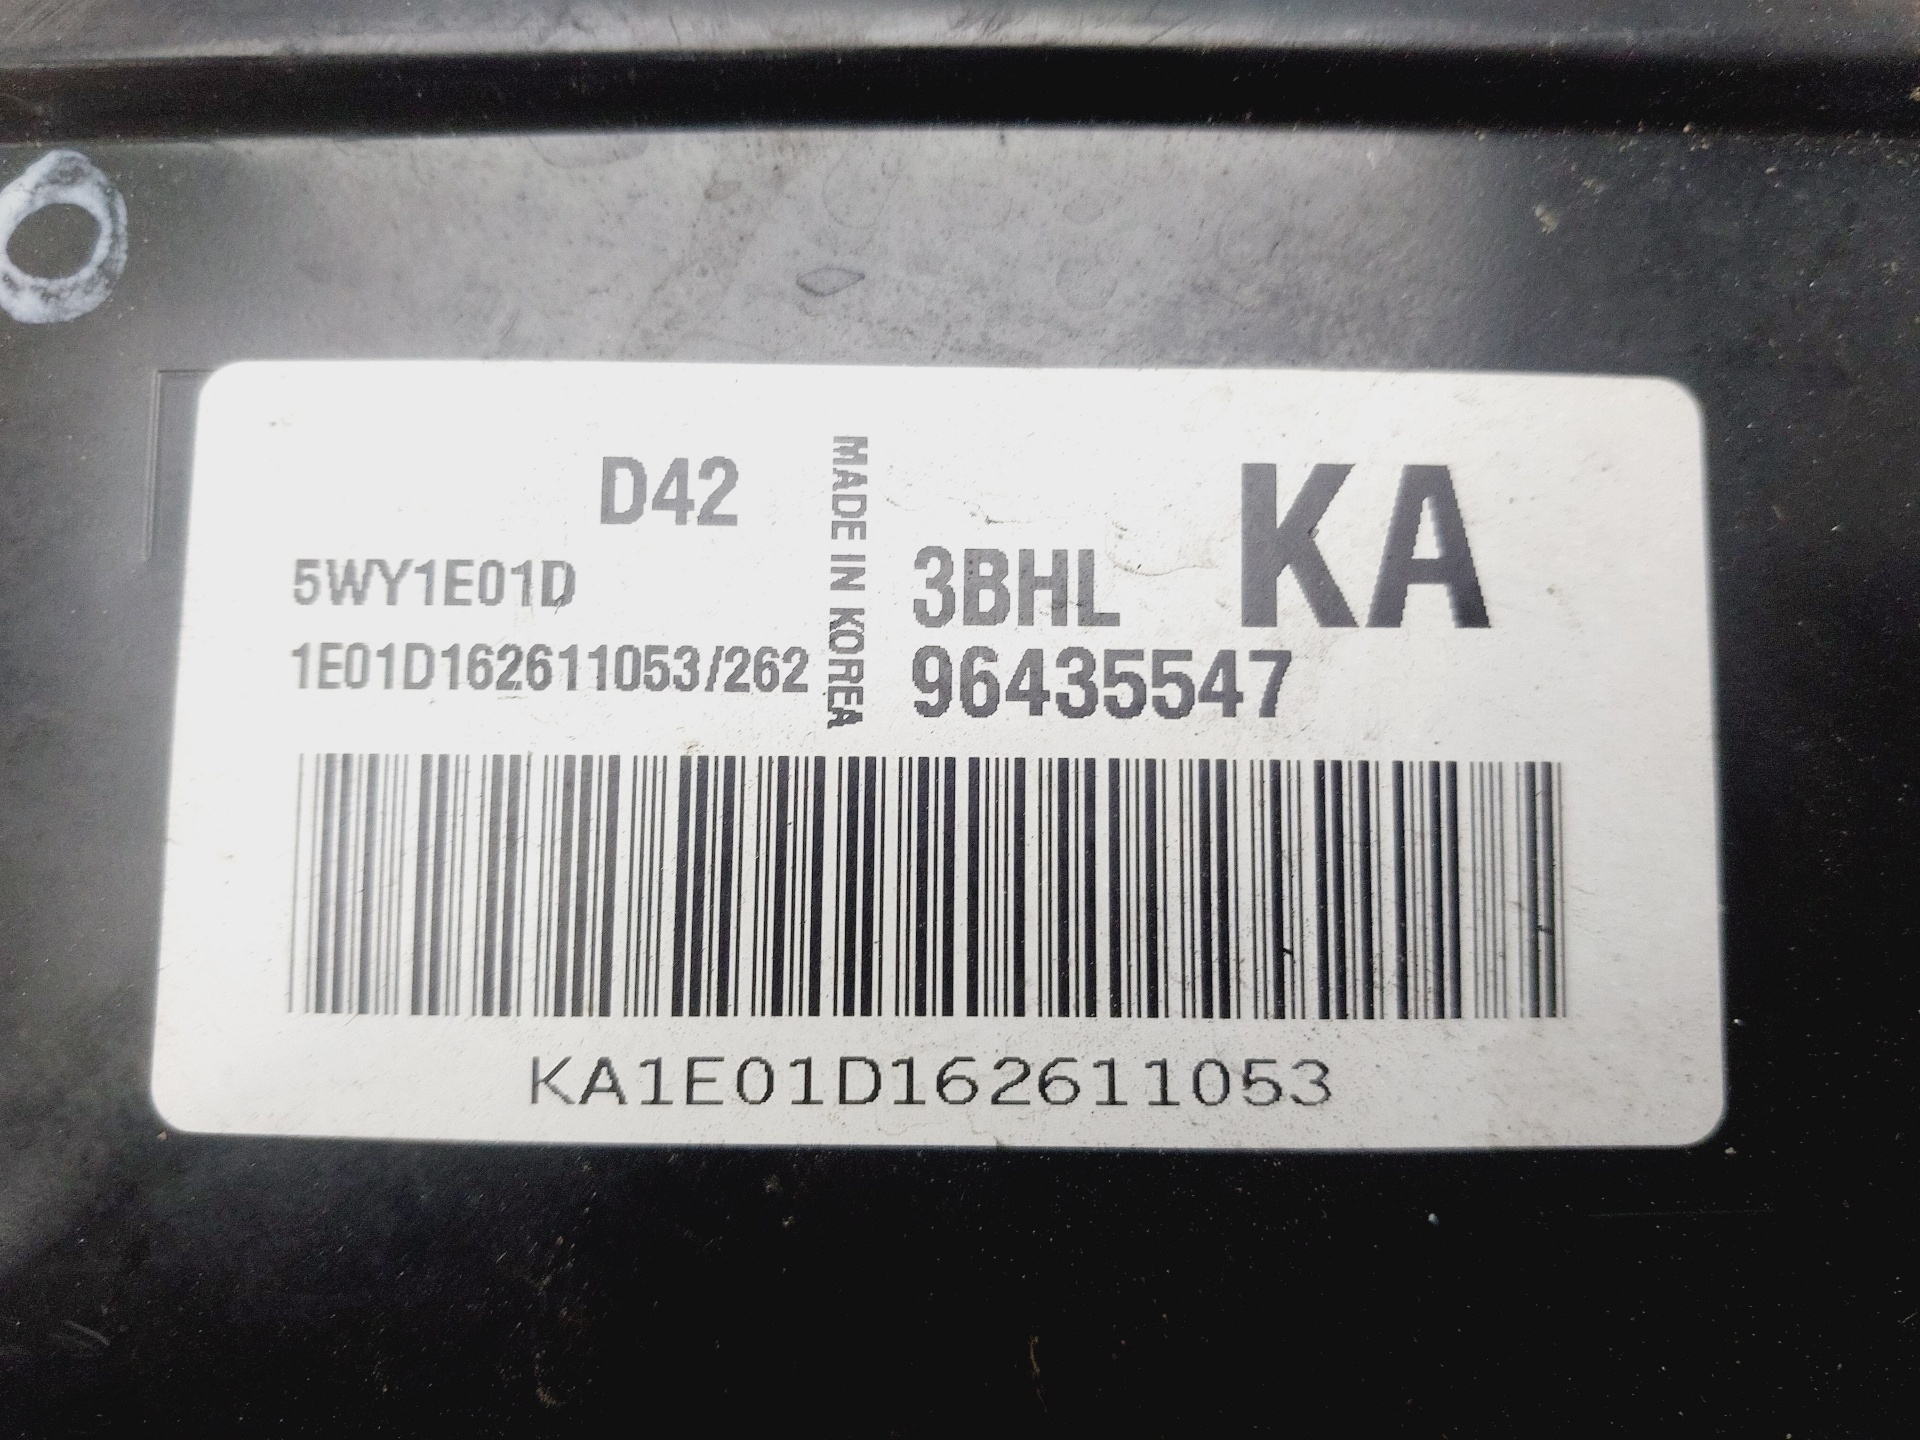 D42
5WY1E01D
1E01D162611053/262
MADE IN KOREA
KA
3BHL
96435547
KA1E01D162611053